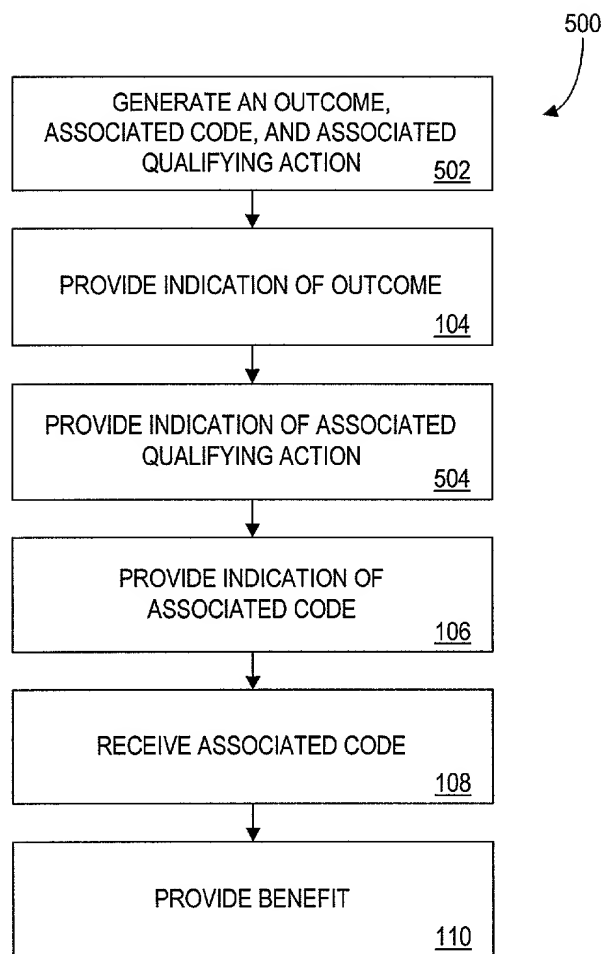 500
GENERATE AN OUTCOME,
ASSOCIATED CODE, AND ASSOCIATED
QUALIFYING ACTION
502
PROVIDE INDICATION OF OUTCOME
104
PROVIDE INDICATION OF ASSOCIATED
QUALIFYING ACTION
504
PROVIDE INDICATION OF
ASSOCIATED CODE
106
RECEIVE ASSOCIATED CODE
108
PROVIDE BENEFIT
110